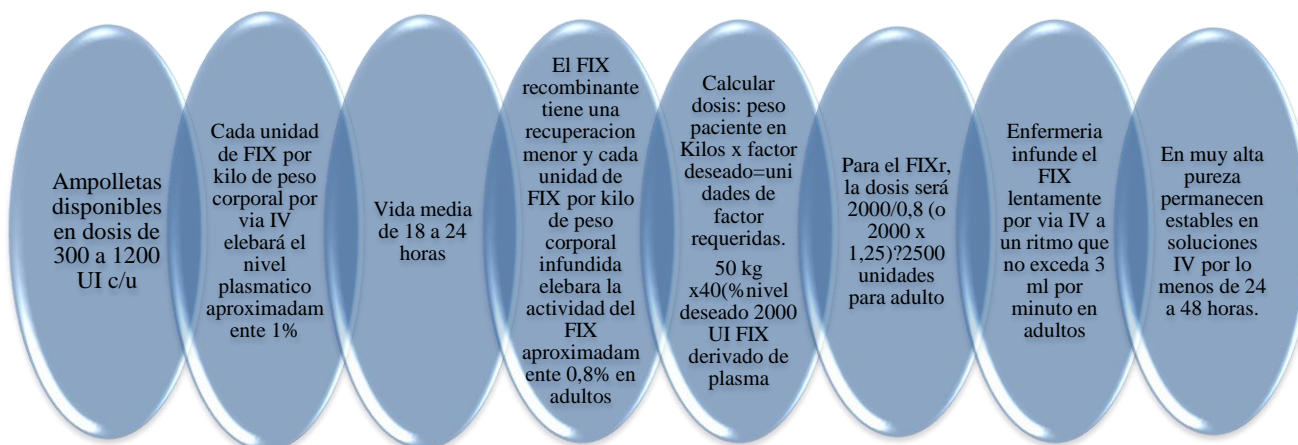 Ampolletas
disponibles
en dosis de
300 a 1200
UI c/u
Cada unidad
de FIX por
kilo de peso
corporal por
via IV
elebará el
nivel
plasmatico
aproximadam
ente 1%
Vida media
de 18 a 24
horas
El FIX
recombinante
tiene una
recuperacion
menor y cada
unidad de
FIX por kilo
de peso
corporal
infundida
elebara la
actividad del
FIX
aproximadam
ente 0,8% en
adultos
Calcular
dosis: peso
paciente en
Kilos x factor
deseado=uni
dades de
factor
requeridas.
50 kg
x40(%nivel
deseado 2000
UI FIX
derivado de
plasma
Para el FIXr,
la dosis será
2000/0,8 (o
2000 x
1,25)?2500
unidades
para adulto
Enfermeria
infunde el
FIX
lentamente
por via IV a
un ritmo que
no exceda 3
ml por
minuto en
adultos
En muy alta
pureza
permanecen
estables en
soluciones
IV por lo
menos de 24
a 48 horas.